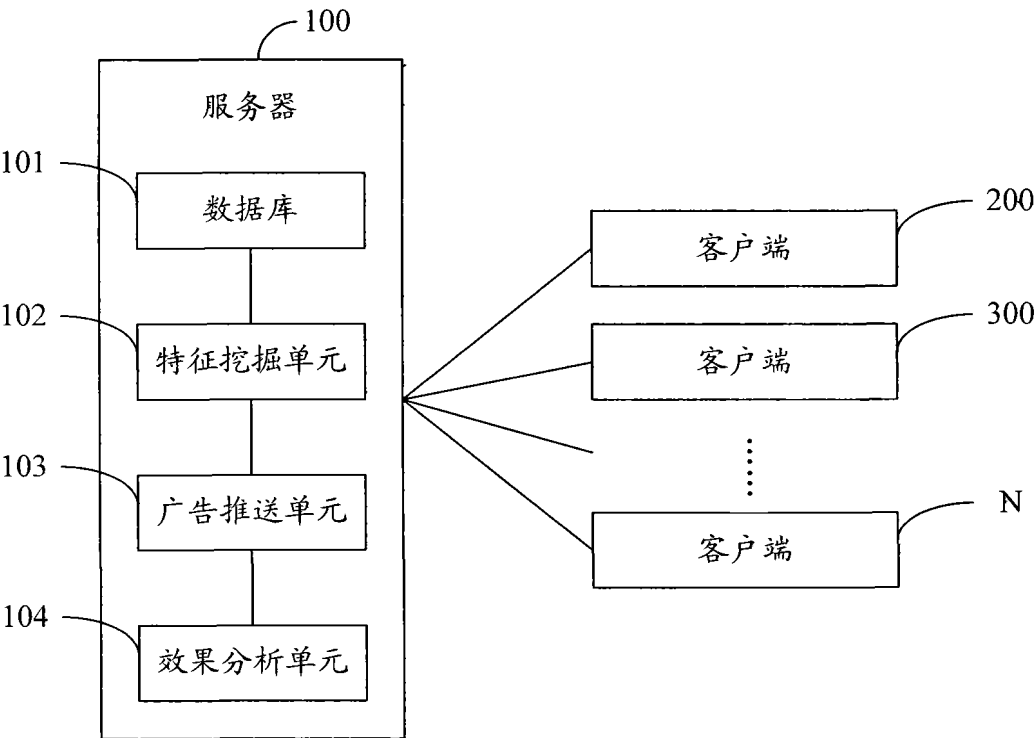 100
服务器
101
数据库
102
特征挖掘单元
103
广告推送单元
104
效果分析单元
200
客户端
300
客户端
N
客户端